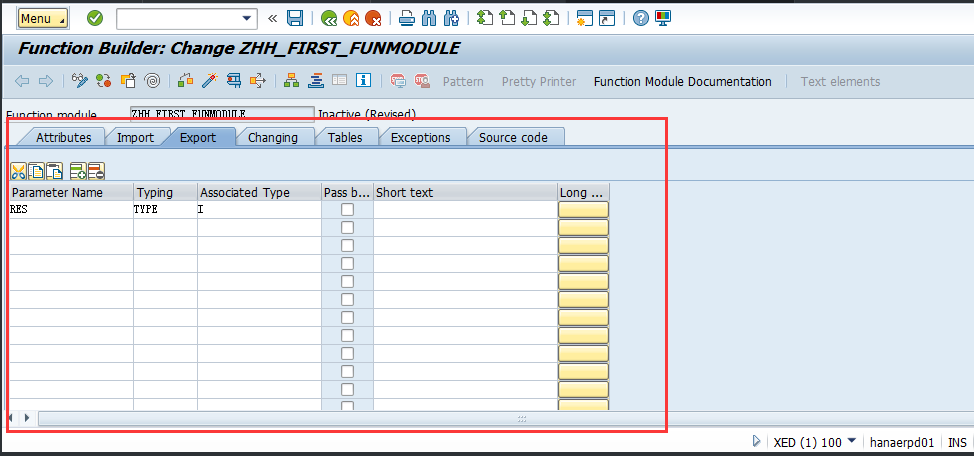 Menu
Function Builder: Change ZHH_FIRST_FUNMODULE
Pattern Pretty Printer Function Module Documentation Text elements
Function module ZHH_FIRST_FUNMODULE Inactive (Revised)
Attributes Import Export Changing Tables Exceptions Source code
Parameter Name Typing Associated Type Pass b... Short text Long ...
RES TYPE I
XED (1) 100 hanaerpd01 INS